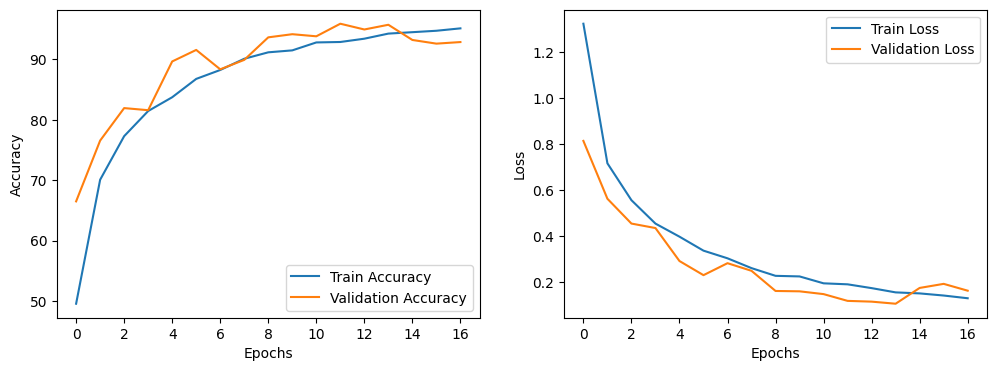 90
80
70
60
50
Accuracy
0 2 4 6 8 10 12 14 16
Epochs
Train Accuracy
Validation Accuracy
1.2
1.0
0.8
0.6
0.4
0.2
Loss
0 2 4 6 8 10 12 14 16
Epochs
Train Loss
Validation Loss